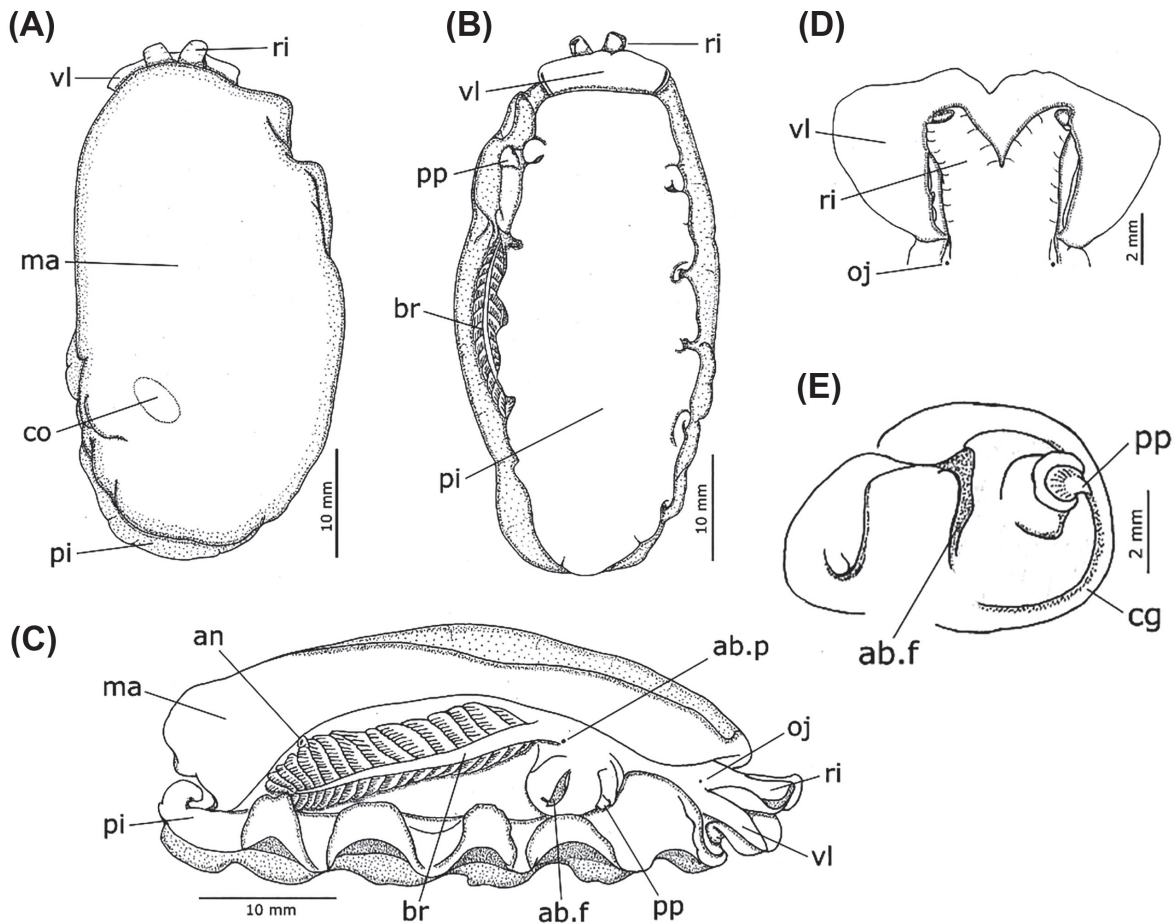 (A)
ri
vl
ma
co
pi
10 mm
(B)
ri
vl
pp
br
pi
10 mm
(D)
vl
ri
oj
2 mm
(E)
pp
2 mm
cg
ab.f
(C)
an
ab.p
ma
oj
ri
pi
vl
10 mm
br
ab.f
pp